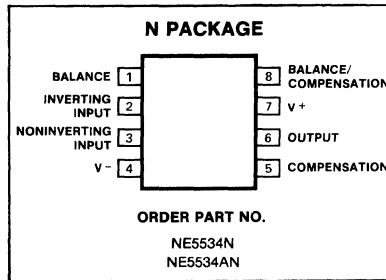 N PACKAGE
BALANCE 1
8 BALANCE/
COMPENSATION
INVERTING
INPUT 2
7 V +
NONINVERTING
INPUT 3
6 OUTPUT
V − 4
5 COMPENSATION
ORDER PART NO.
NE5534N
NE5534AN